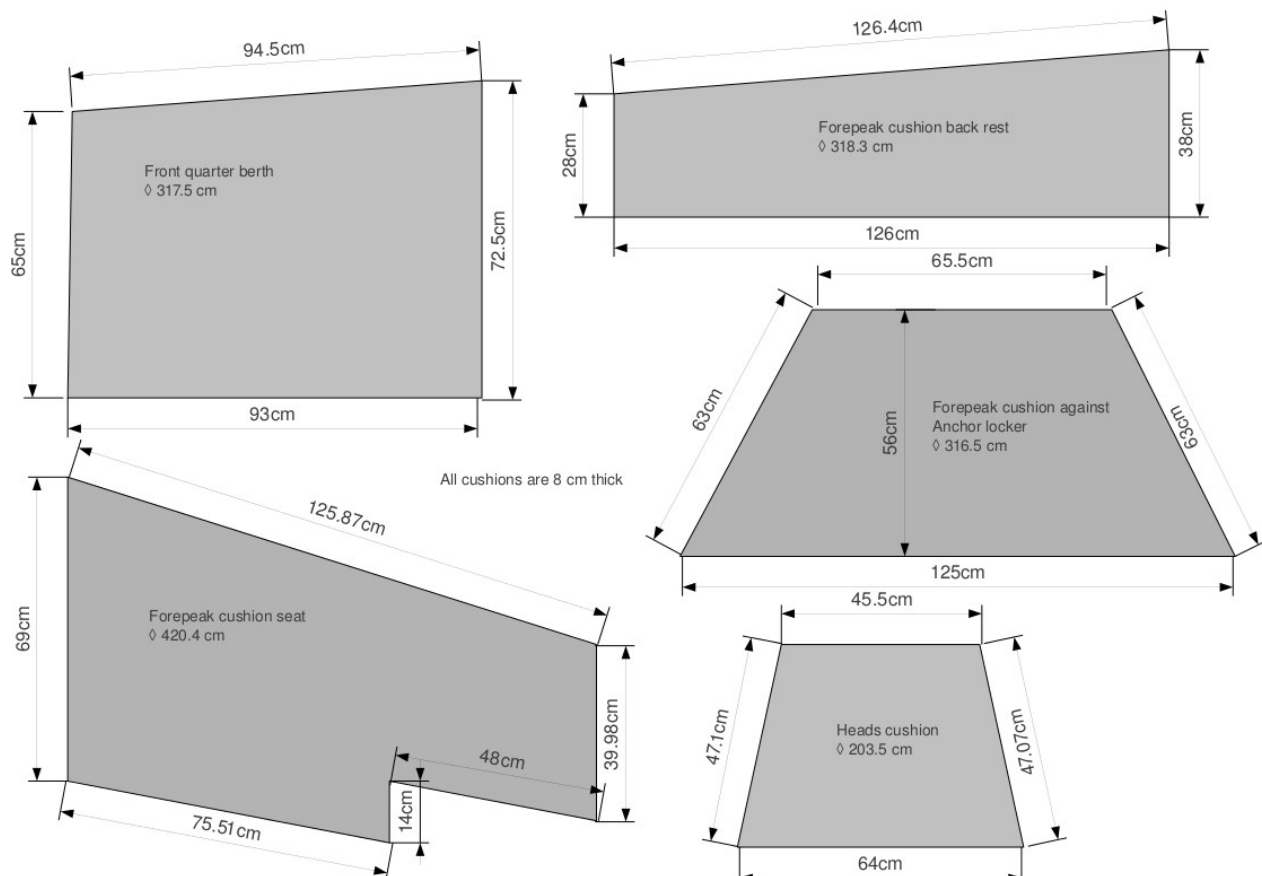 94.5cm
65cm
Front quarter berth
◊ 317.5 cm
72.5cm
93cm
126.4cm
28cm
Forepeak cushion back rest
◊ 318.3 cm
38cm
126cm
65.5cm
63cm
56cm
Forepeak cushion against
Anchor locker
◊ 316.5 cm
63cm
125cm
All cushions are 8 cm thick
125.87cm
69cm
Forepeak cushion seat
◊ 420.4 cm
39.98cm
48cm
14cm
75.51cm
45.5cm
47.1cm
Heads cushion
◊ 203.5 cm
47.07cm
64cm